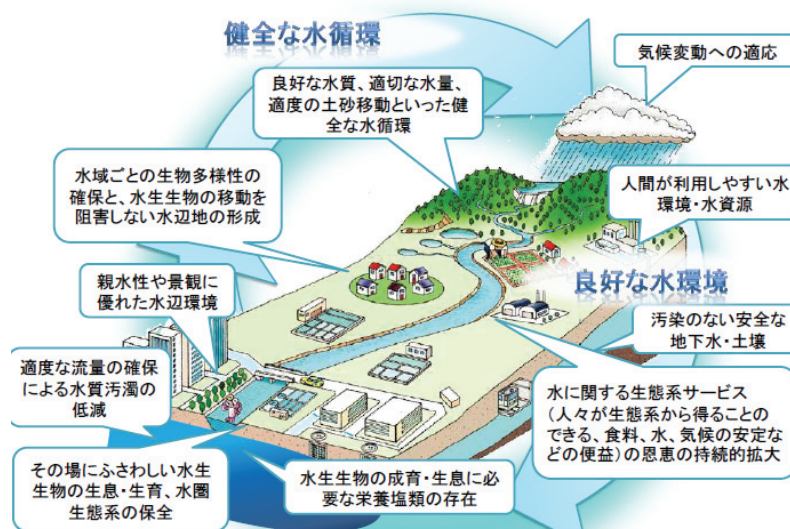 健全な水循環
気候変動への適応
良好な水質、適切な水量、
適度の土砂移動といった健
全な水循環
水域ごとの生物多様性の
確保と、水生生物の移動を
阻害しない水辺地の形成
人間が利用しやすい水
環境・水資源
親水性や景観に
優れた水辺環境
良好な水環境
汚染のない安全な
地下水・土壌
適度な流量の確保
による水質汚濁の
低減
水に関する生態系サービス
(人々が生態系から得ることの
できる、食料、水、気候の安定な
どの便益)の恩恵の持続的拡大
その場にふさわしい水生
生物の生息・生育、水圏
生態系の保全
水生生物の成育・生息に必
要な栄養塩類の存在